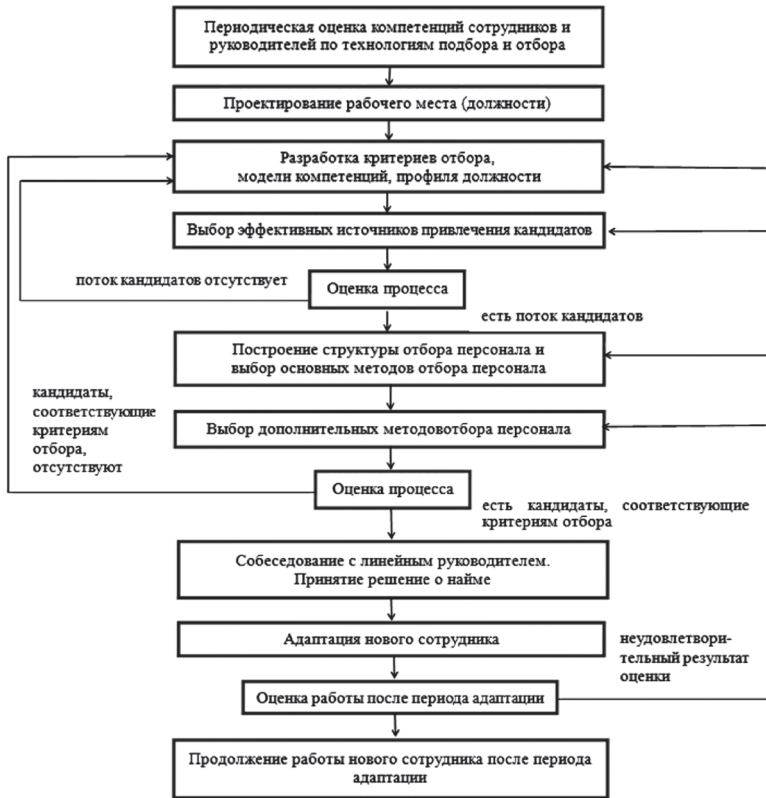 Периодическая оценка компетенций сотрудников и
руководителей по технологиям подбора и отбора
Проектирование рабочего места (должности)
Разработка критериев отбора,
модели компетенций, профиля должности
Выбор эффективных источников привлечения кандидатов
поток кандидатов отсутствует
Оценка процесса
есть поток кандидатов
Построение структуры отбора персонала и
выбор основных методов отбора персонала
кандидаты,
соответствующие
критериям
отбора,
отсутствуют
Выбор дополнительных методовотбора персонала
Оценка процесса
есть кандидаты, соответствующие
критериям отбора
Собеседование с линейным руководителем.
Принятие решение о найме
Адаптация нового сотрудника
неудовлетвори-
тельный результат
оценки
Оценка работы после периода адаптации
Продолжение работы нового сотрудника после периода
адаптации